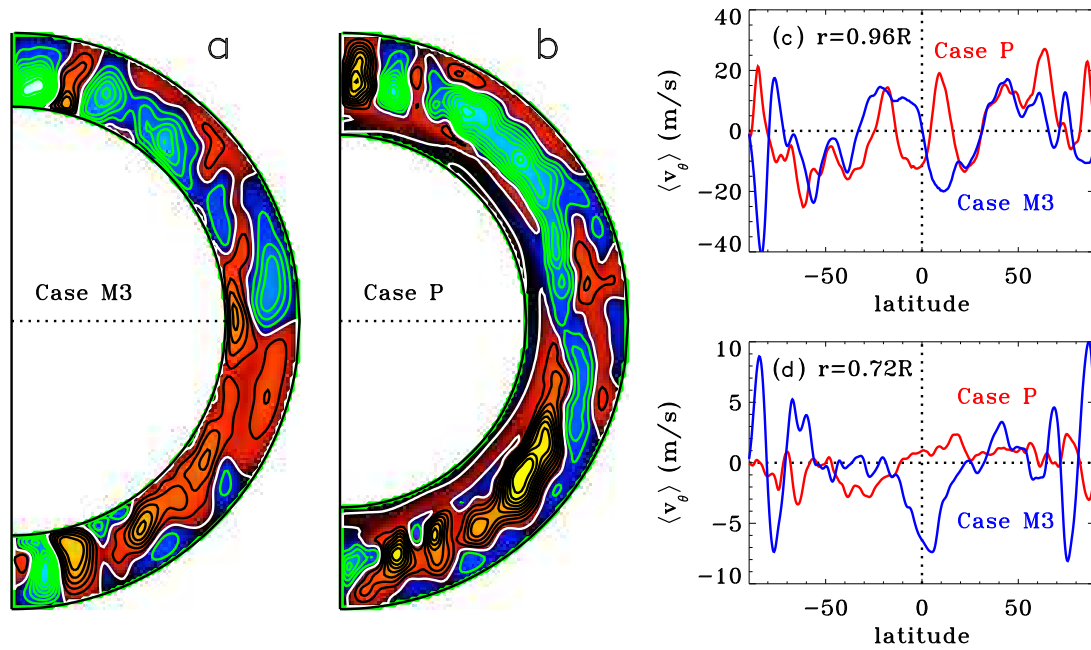 a
Case M3
b
Case P
(c) r=0.96R
Case P
Case M3
⟨v_θ⟩ (m/s)
40
20
0
−20
−40
−50
0
50
latitude
(d) r=0.72R
Case P
Case M3
⟨v_θ⟩ (m/s)
10
5
0
−5
−10
−50
0
50
latitude